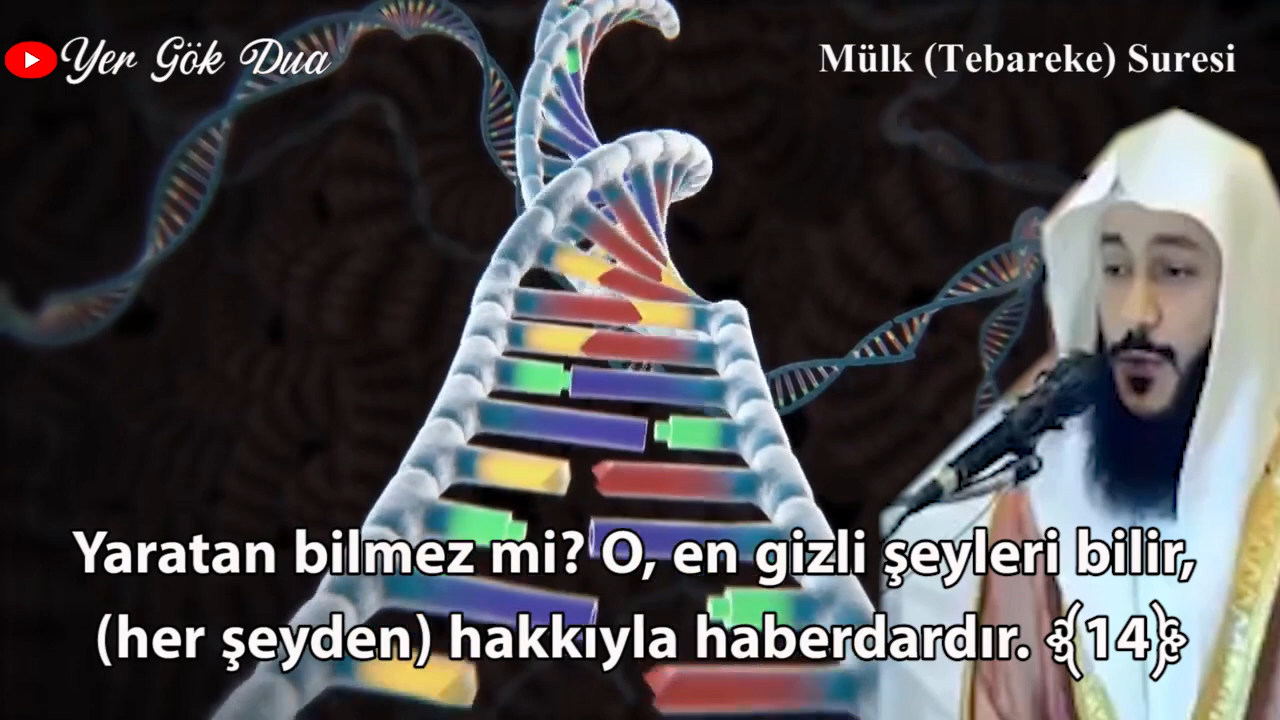 Yer Gök Dua
Mülk (Tebareke) Suresi
Yaratan bilmez mi? O, en gizli şeyleri bilir,
(her şeyden) hakkıyla haberdardır. ﴾14﴿